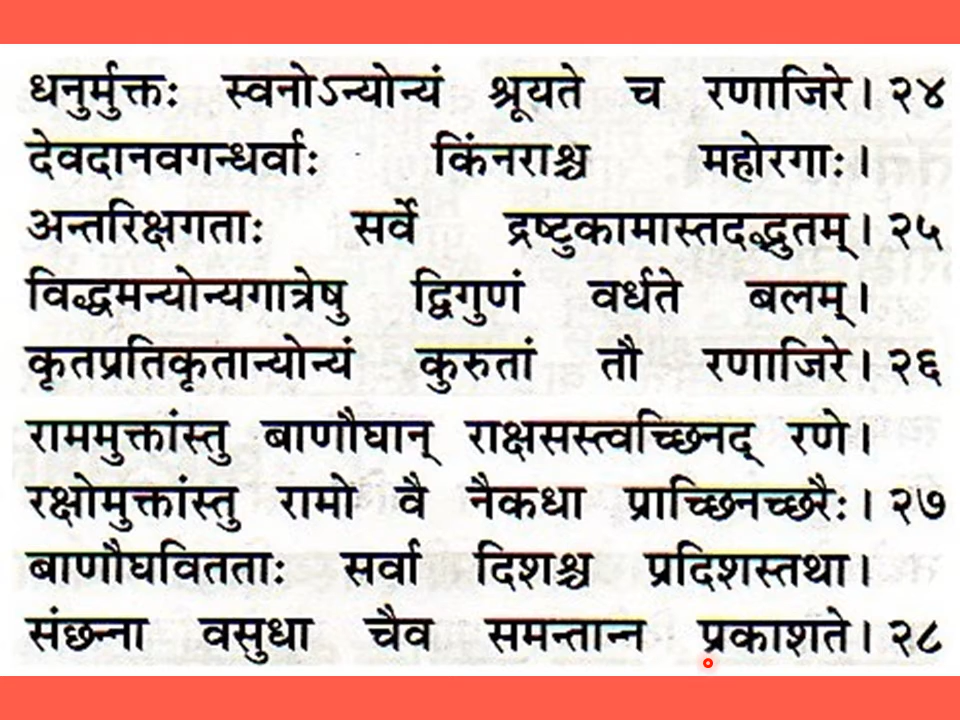 धनुर्मुक्तः स्वनोऽन्योन्यं श्रूयते च रणाजिरे। २४
देवदानवगन्धर्वाः किंनराश्च महोरगाः।
अन्तरिक्षगताः सर्वे द्रष्टुकामास्तदद्भुतम्। २५
विद्धमन्योन्यगात्रेषु द्विगुणं वर्धते बलम्।
कृतप्रतिकृतान्योन्यं कुरुतां तौ रणाजिरे। २६
राममुक्तांस्तु बाणौघान् राक्षसस्त्वच्छिनद् रणे।
रक्षोमुक्तांस्तु रामो वै नैकधा प्राच्छिनच्छरैः। २७
बाणौघवितताः सर्वा दिशश्च प्रदिशस्तथा।
संछन्ना वसुधा चैव समन्तान्न प्रकाशते। २८